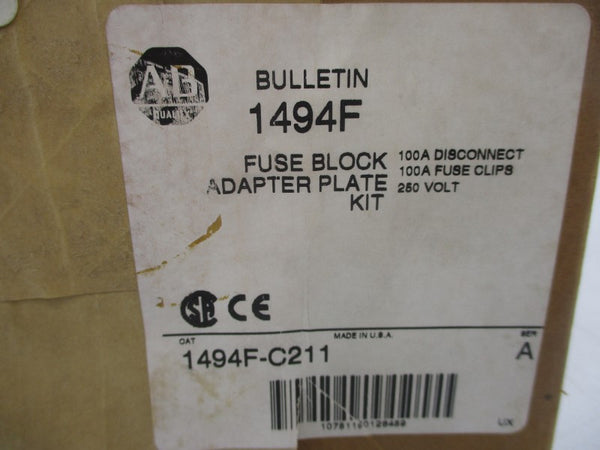 AB
QUALITY
BULLETIN
1494F
FUSE BLOCK
ADAPTER PLATE
KIT
100A DISCONNECT
100A FUSE CLIPS
250 VOLT
CE
MADE IN U.S.A.
CAT
SER
1494F-C211
A
UX